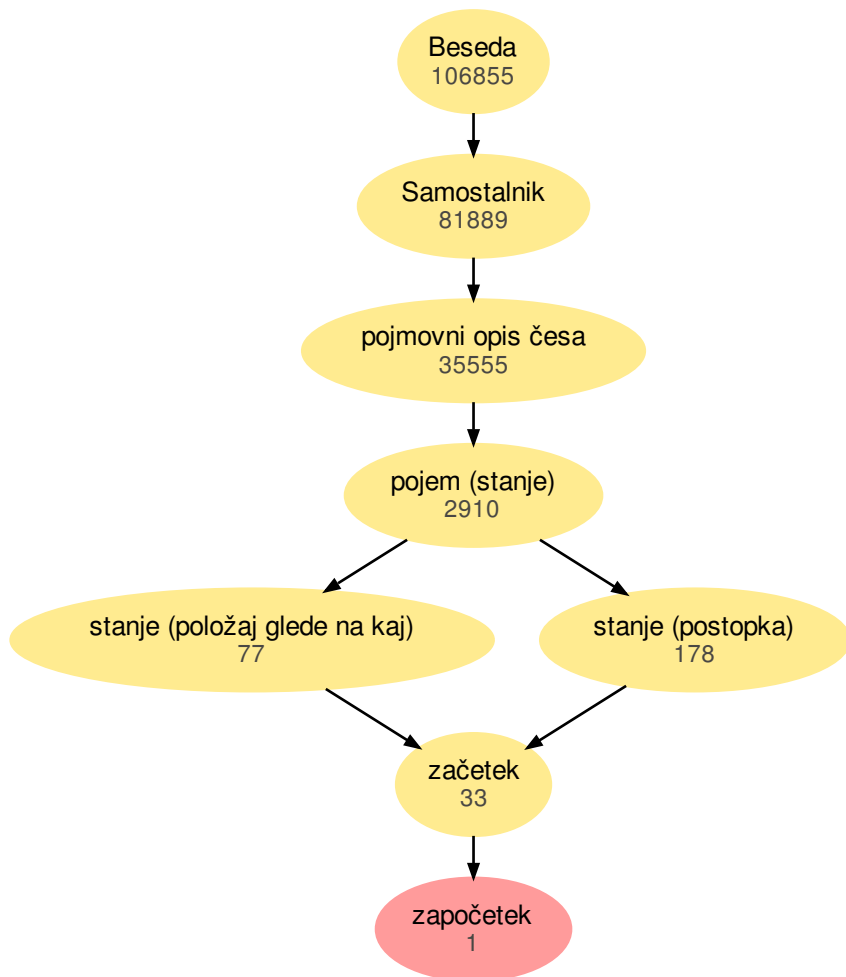 Beseda
106855
Samostalnik
81889
pojmovni opis česa
35555
pojem (stanje)
2910
stanje (položaj glede na kaj)
77
stanje (postopka)
178
začetek
33
započetek
1